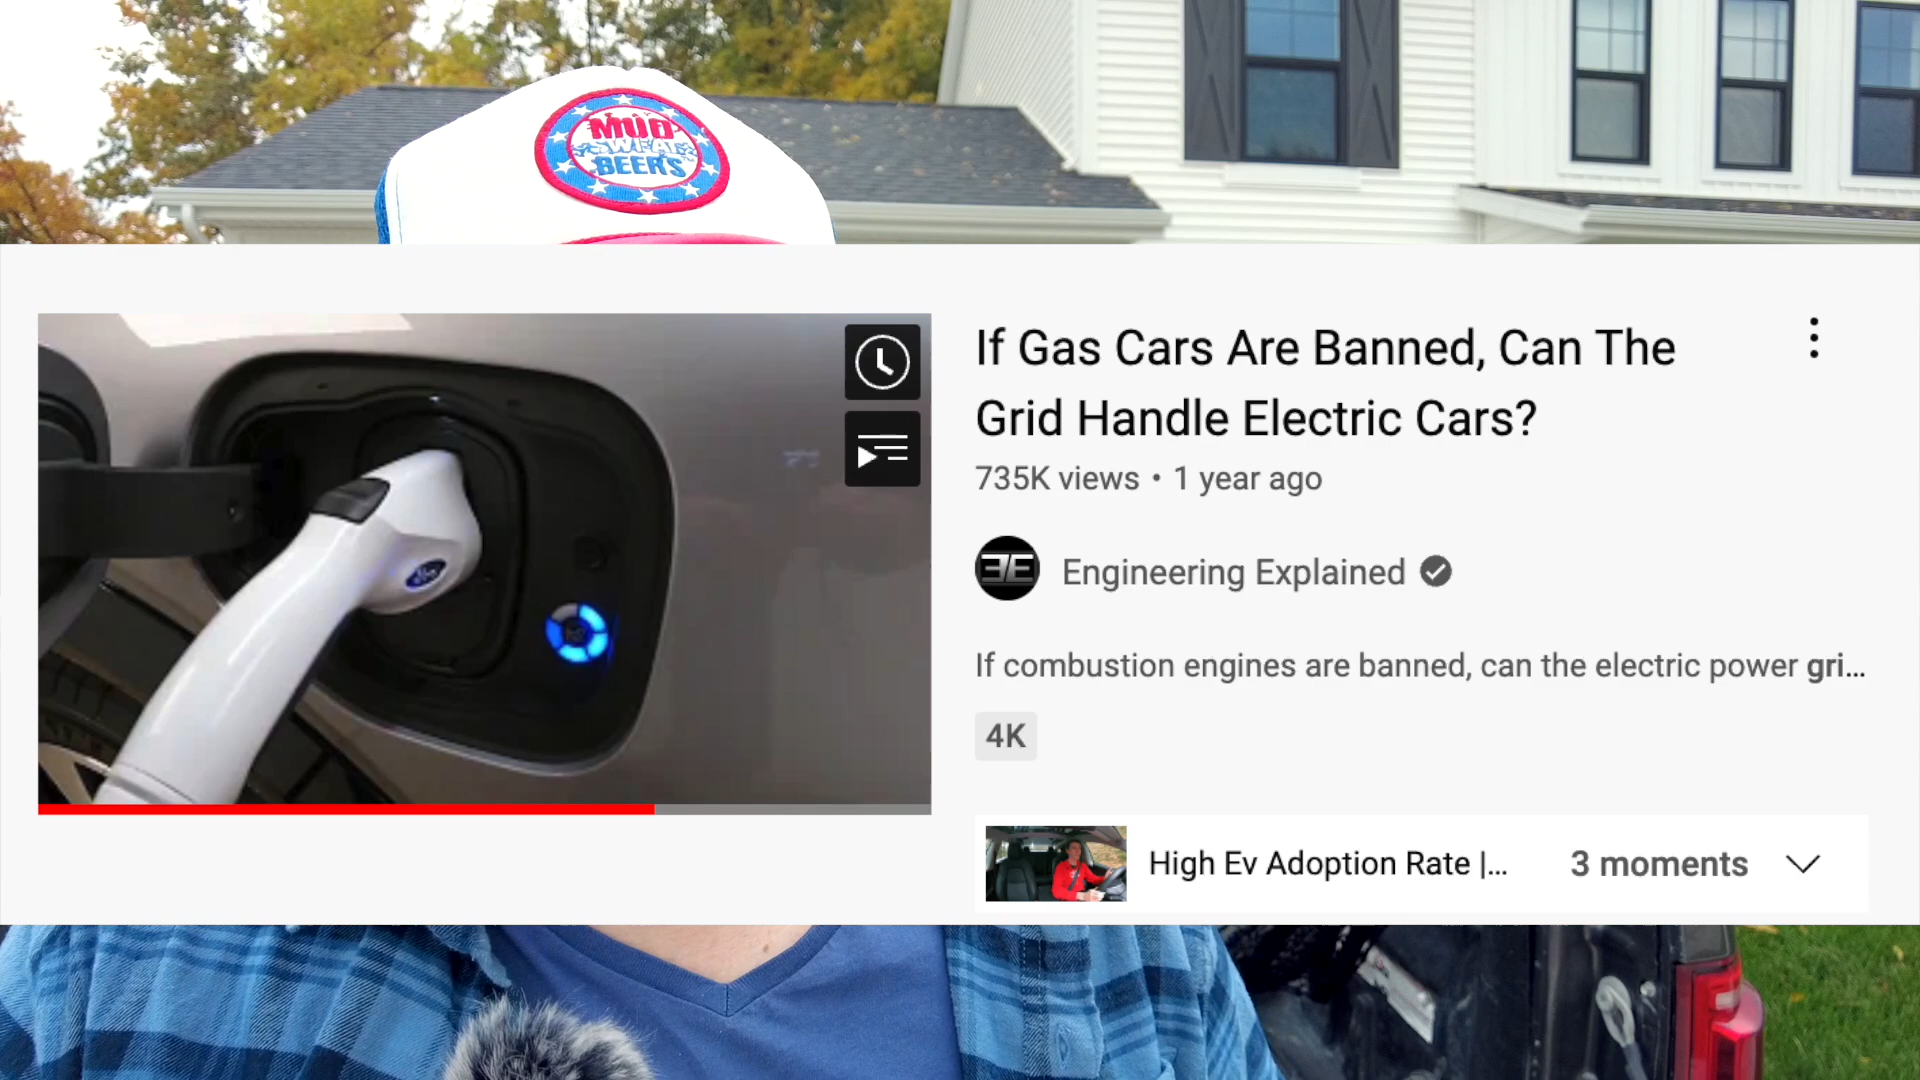 MUD
SWEAT
BEERS
If Gas Cars Are Banned, Can The
Grid Handle Electric Cars?
735K views • 1 year ago
EE Engineering Explained
If combustion engines are banned, can the electric power gri...
4K
High Ev Adoption Rate |...
3 moments